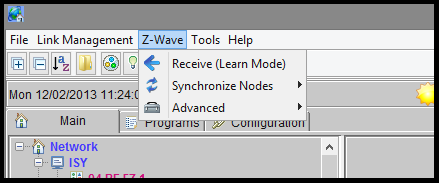 File Link Management Z-Wave Tools Help
Receive (Learn Mode)
Synchronize Nodes
Advanced
Mon 12/02/2013 11:24:0
Main Programs Configuration
Network
ISY